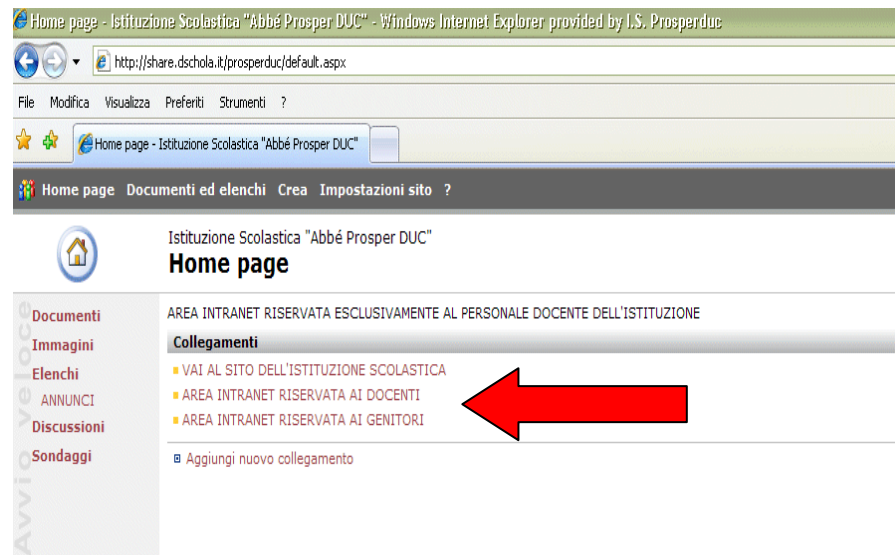 Home page - Istituzione Scolastica "Abbé Prosper DUC" - Windows Internet Explorer provided by I.S. Prosperduc
http://share.dschola.it/prosperduc/default.aspx
File Modifica Visualizza Preferiti Strumenti ?
Home page - Istituzione Scolastica "Abbé Prosper DUC"
Home page Documenti ed elenchi Crea Impostazioni sito ?
Istituzione Scolastica "Abbé Prosper DUC"
Home page
Avvio veloce
Documenti
Immagini
Elenchi
ANNUNCI
Discussioni
Sondaggi
AREA INTRANET RISERVATA ESCLUSIVAMENTE AL PERSONALE DOCENTE DELL'ISTITUZIONE
Collegamenti
VAI AL SITO DELL'ISTITUZIONE SCOLASTICA
AREA INTRANET RISERVATA AI DOCENTI
AREA INTRANET RISERVATA AI GENITORI
Aggiungi nuovo collegamento